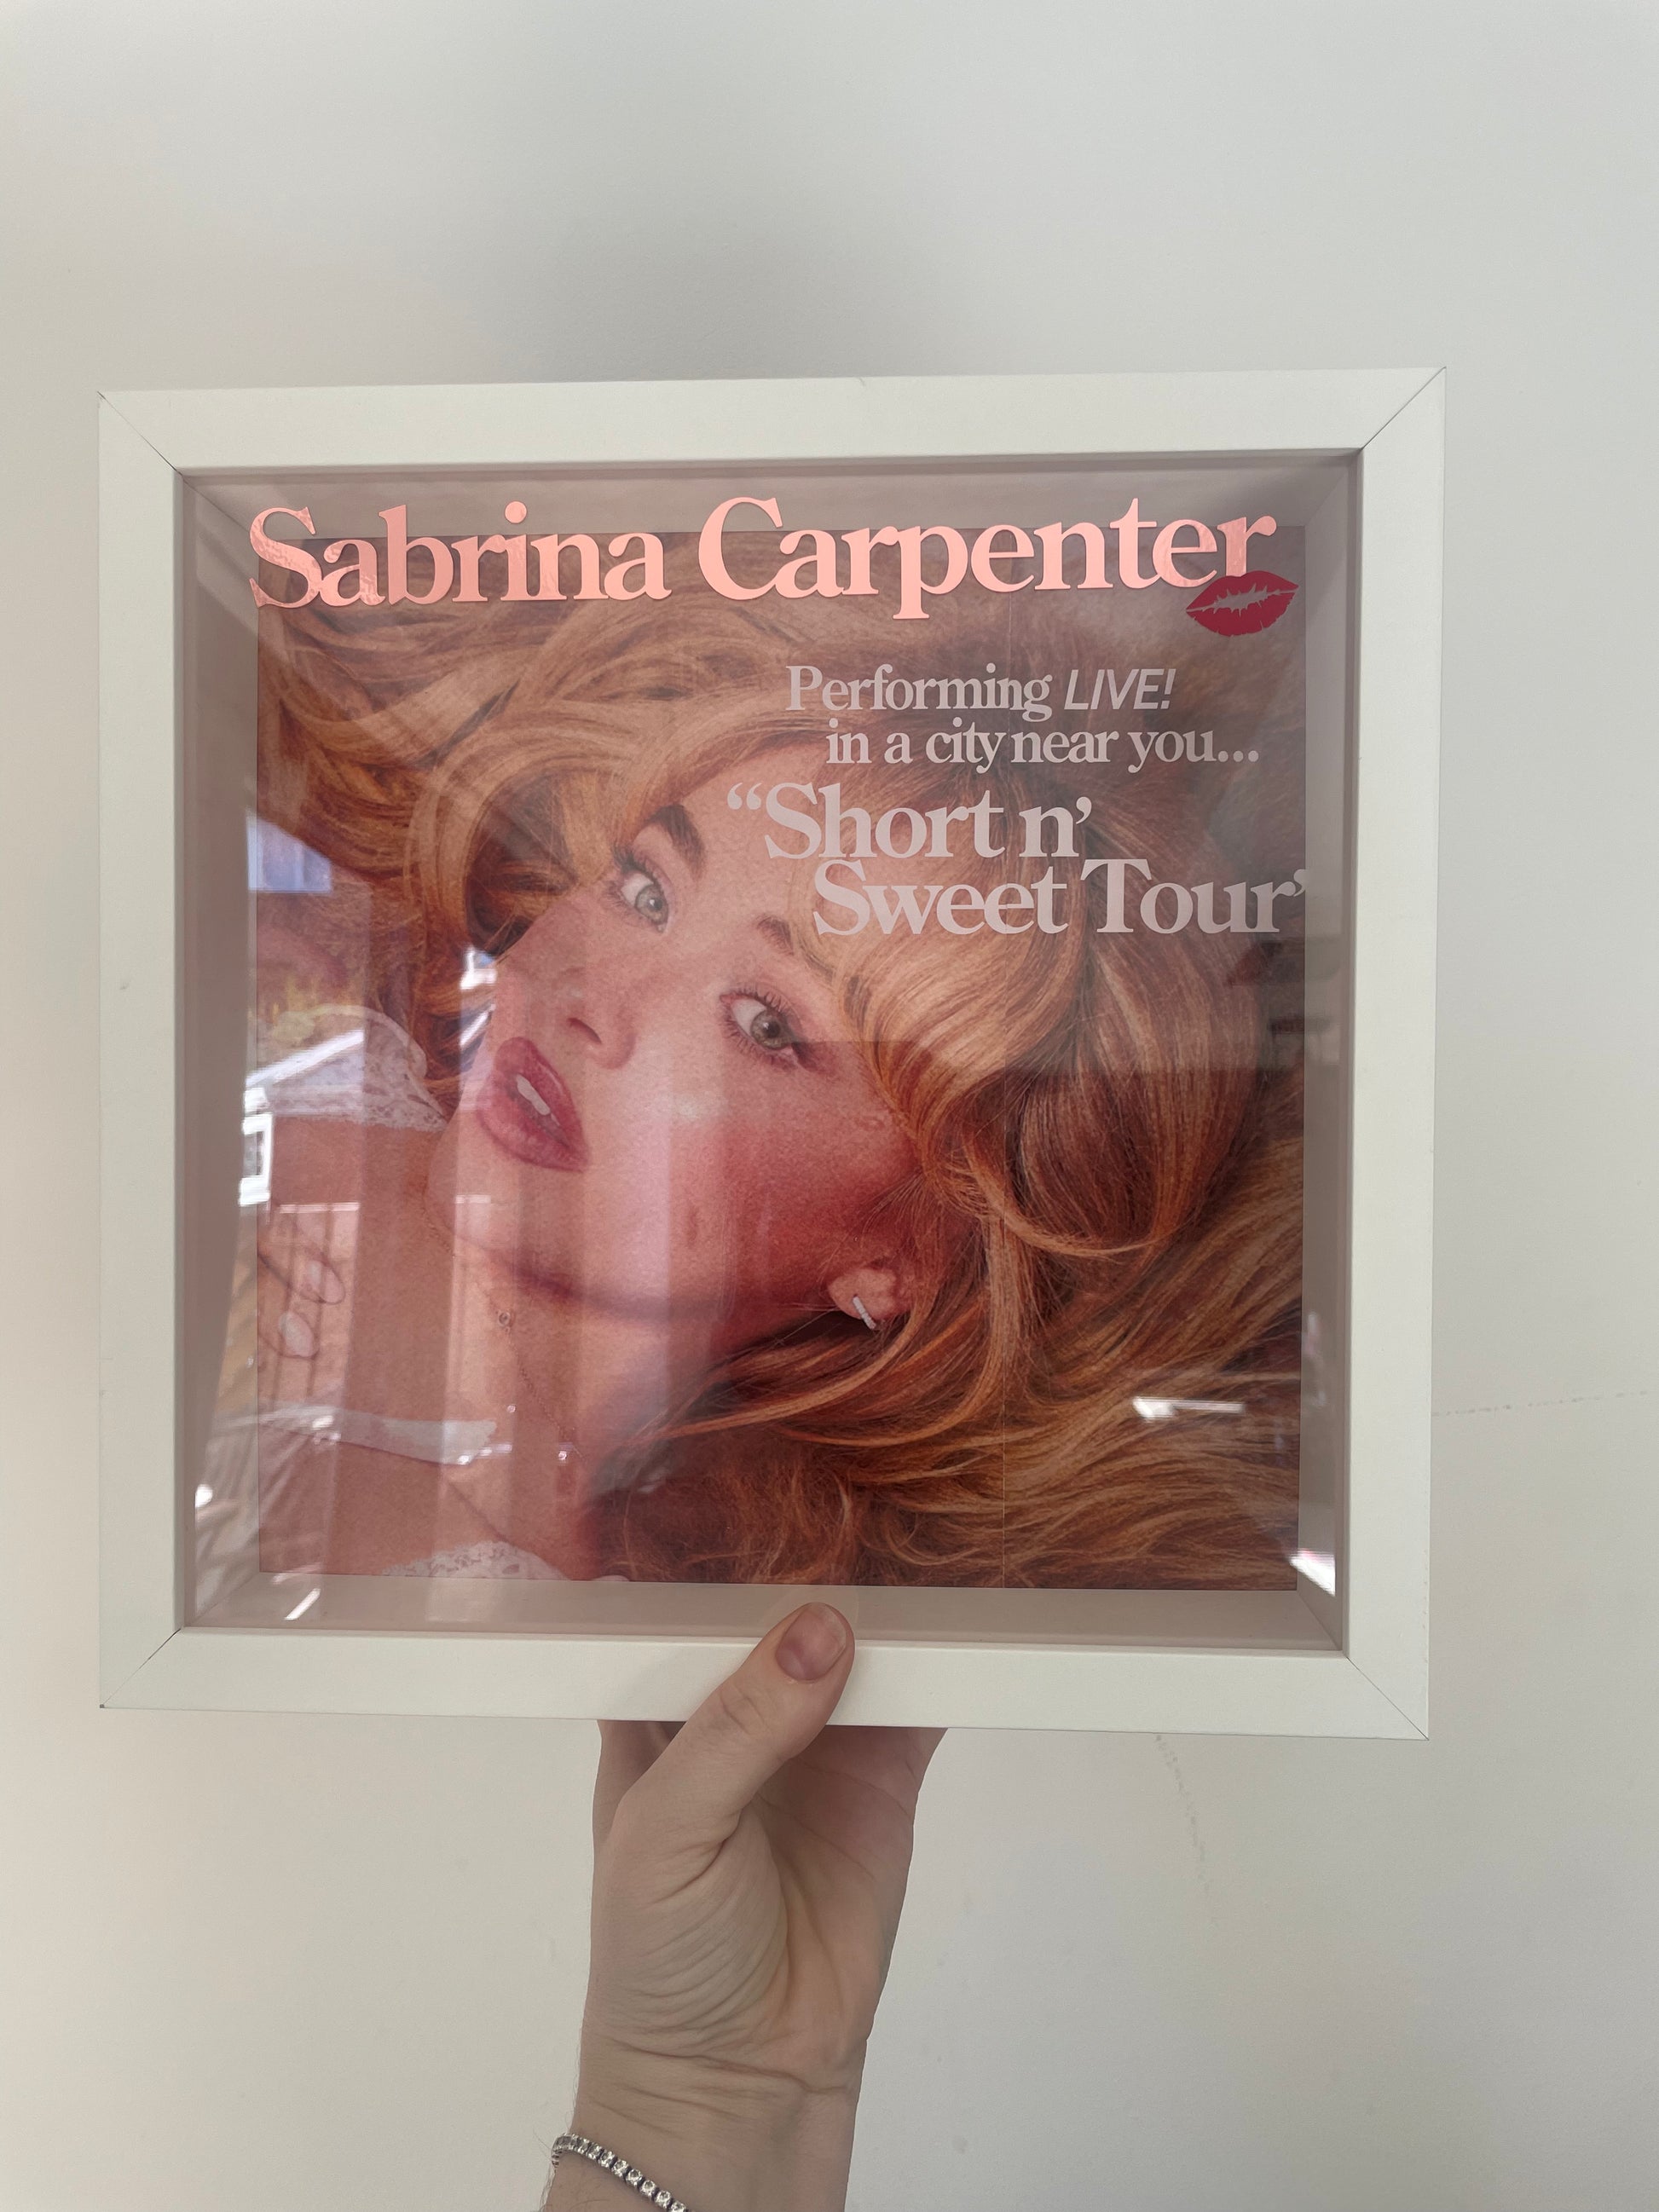 Sabrina Carpenter
Performing LIVE!
in a city near you...
“Short n’
Sweet Tour’